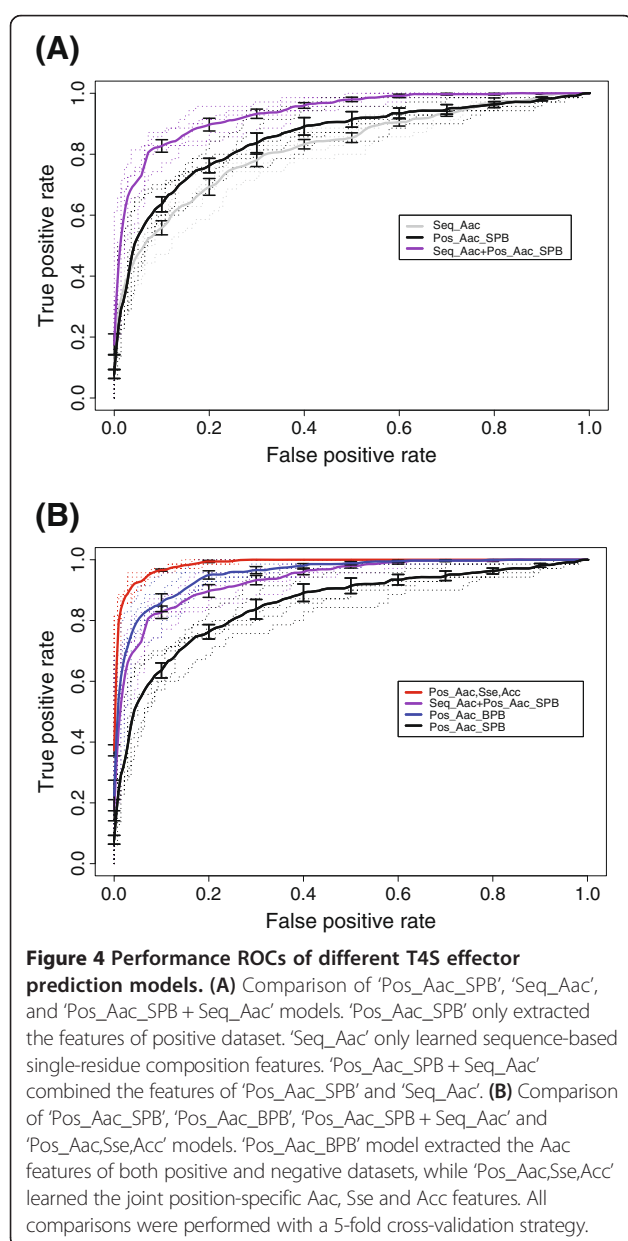 (A)
True positive rate
1.0
0.8
0.6
0.4
0.2
0.0
Seq_Aac
Pos_Aac_SPB
Seq_Aac+Pos_Aac_SPB
0.0 0.2 0.4 0.6 0.8 1.0
False positive rate
(B)
True positive rate
1.0
0.8
0.6
0.4
0.2
0.0
Pos_Aac,Sse,Acc
Seq_Aac+Pos_Aac_SPB
Pos_Aac_BPB
Pos_Aac_SPB
0.0 0.2 0.4 0.6 0.8 1.0
False positive rate
Figure 4 Performance ROCs of different T4S effector
prediction models. (A) Comparison of ‘Pos_Aac_SPB’, ‘Seq_Aac’,
and ‘Pos_Aac_SPB + Seq_Aac’ models. ‘Pos_Aac_SPB’ only extracted
the features of positive dataset. ‘Seq_Aac’ only learned sequence-based
single-residue composition features. ‘Pos_Aac_SPB + Seq_Aac’
combined the features of ‘Pos_Aac_SPB’ and ‘Seq_Aac’. (B) Comparison
of ‘Pos_Aac_SPB’, ‘Pos_Aac_BPB’, ‘Pos_Aac_SPB + Seq_Aac’ and
‘Pos_Aac,Sse,Acc’ models. ‘Pos_Aac_BPB’ model extracted the Aac
features of both positive and negative datasets, while ‘Pos_Aac,Sse,Acc’
learned the joint position-specific Aac, Sse and Acc features. All
comparisons were performed with a 5-fold cross-validation strategy.